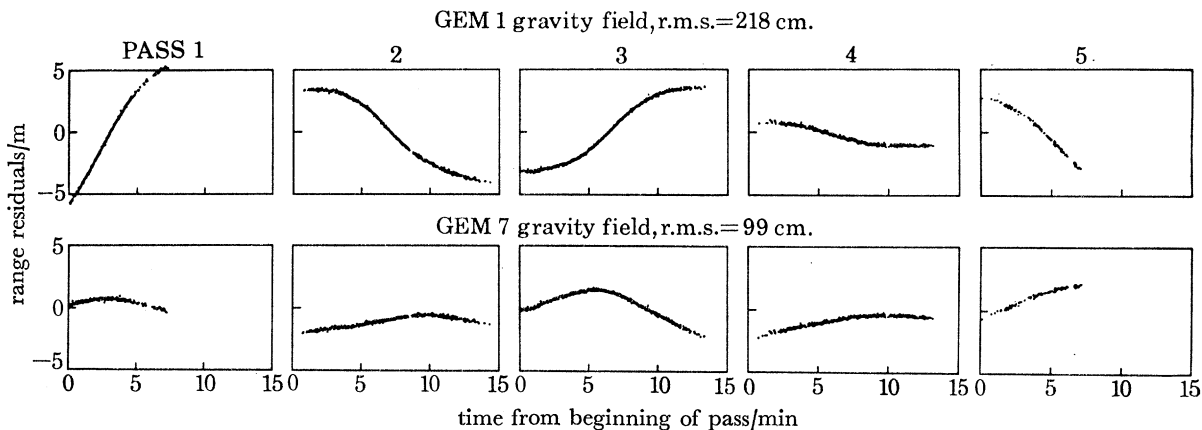 GEM 1 gravity field, r.m.s.=218 cm.
PASS 1 2 3 4 5
5
0
−5
range residuals/m
GEM 7 gravity field, r.m.s.=99 cm.
5
0
−5
0 5 10 15 0 5 10 15 0 5 10 15 0 5 10 15 0 5 10 15
time from beginning of pass/min